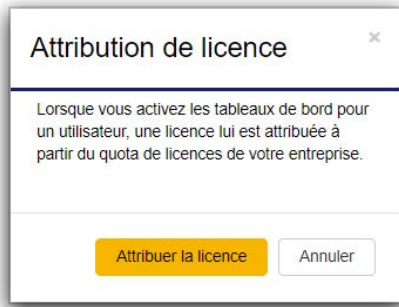 Attribution de licence
×
Lorsque vous activez les tableaux de bord pour
un utilisateur, une licence lui est attribuée à
partir du quota de licences de votre entreprise.
Attribuer la licence
Annuler